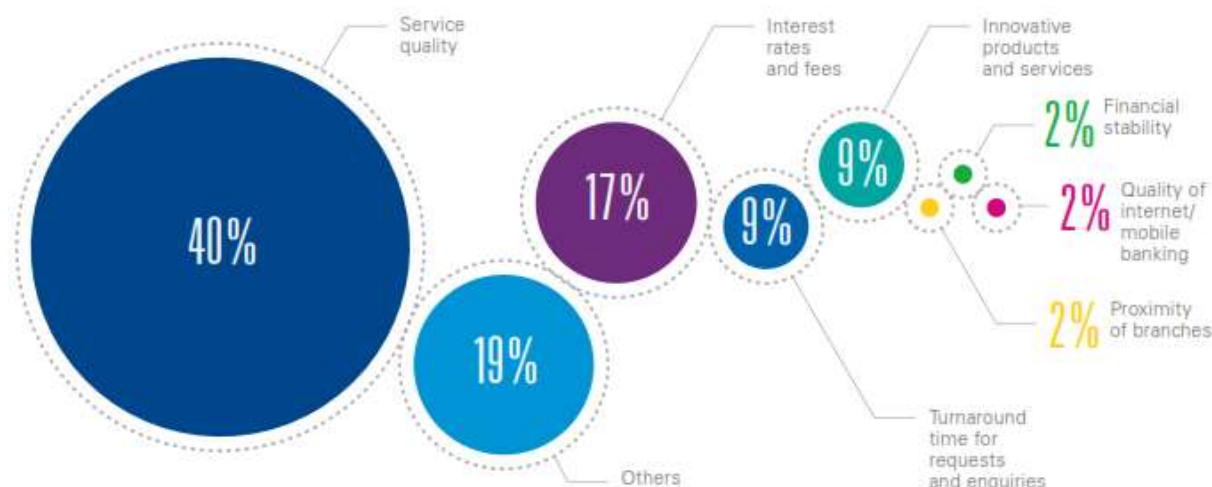 Service
quality
40%
Others
19%
Interest
rates
and fees
17%
Turnaround
time for
requests
and enquiries
9%
Innovative
products
and services
9%
2%
Financial
stability
2%
Quality of
internet/
mobile
banking
2%
Proximity
of branches